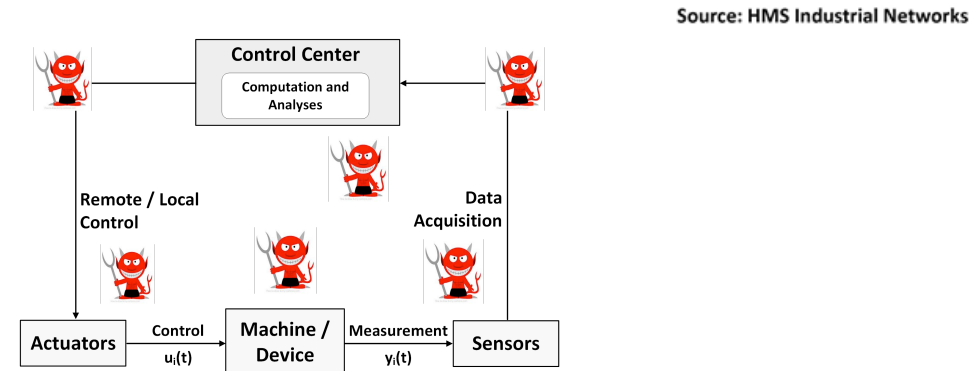 Source: HMS Industrial Networks
Control Center
Computation and
Analyses
Remote / Local
Control
Data
Acquisition
Actuators
Control
uᵢ(t)
Machine /
Device
Measurement
yᵢ(t)
Sensors